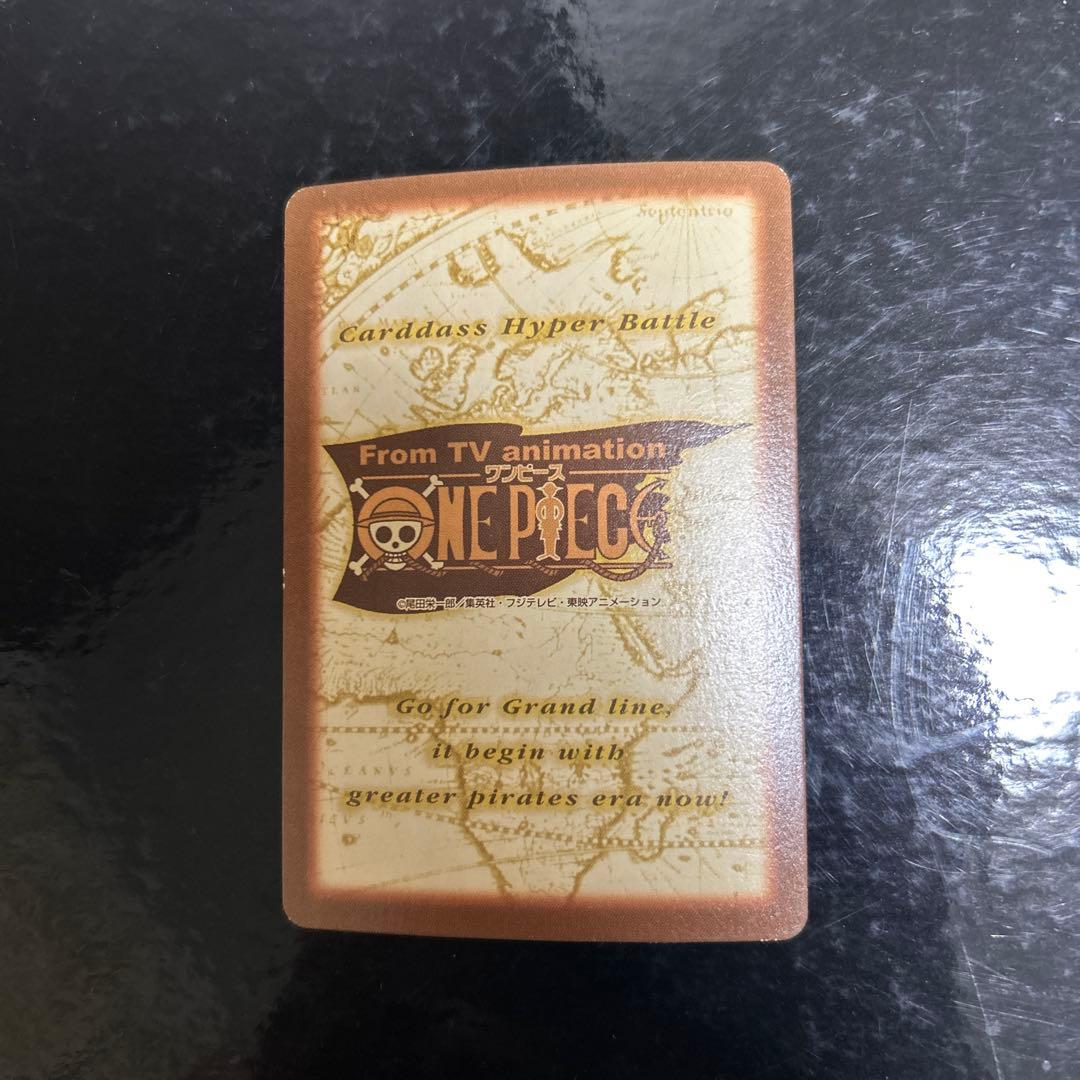 Septentrio
Carddass Hyper Battle
From TV animation
ワンピース
ONE PIECE
©尾田栄一郎／集英社・フジテレビ・東映アニメーション
Go for Grand line,
it begin with
greater pirates era now!